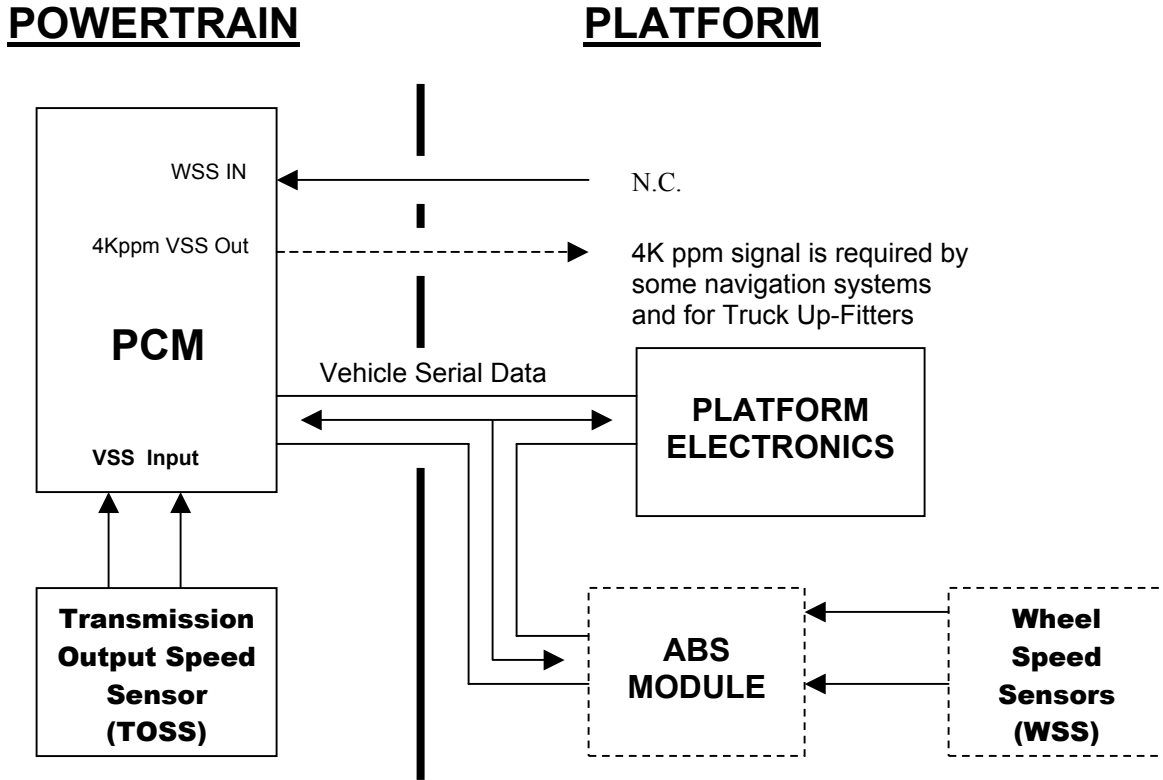 POWERTRAIN
PLATFORM
WSS IN
N.C.
4Kppm VSS Out
4K ppm signal is required by
some navigation systems
and for Truck Up-Fitters
PCM
Vehicle Serial Data
PLATFORM
ELECTRONICS
VSS Input
Transmission
Output Speed
Sensor
(TOSS)
ABS
MODULE
Wheel
Speed
Sensors
(WSS)